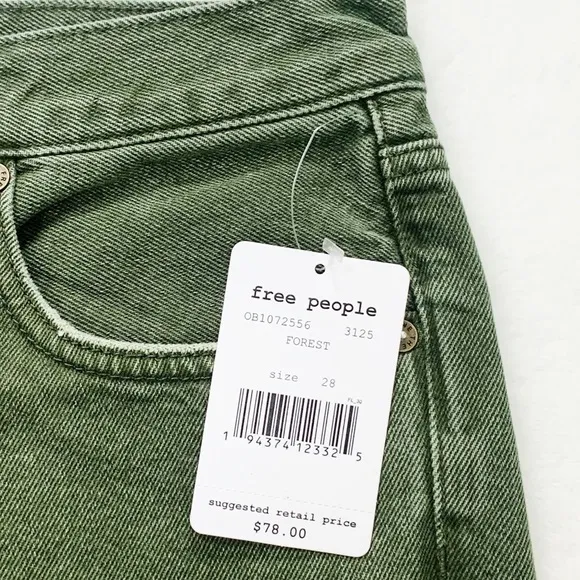 free people
OB1072556 3125
FOREST
size 28
1 94374 12332 5
suggested retail price
$78.00